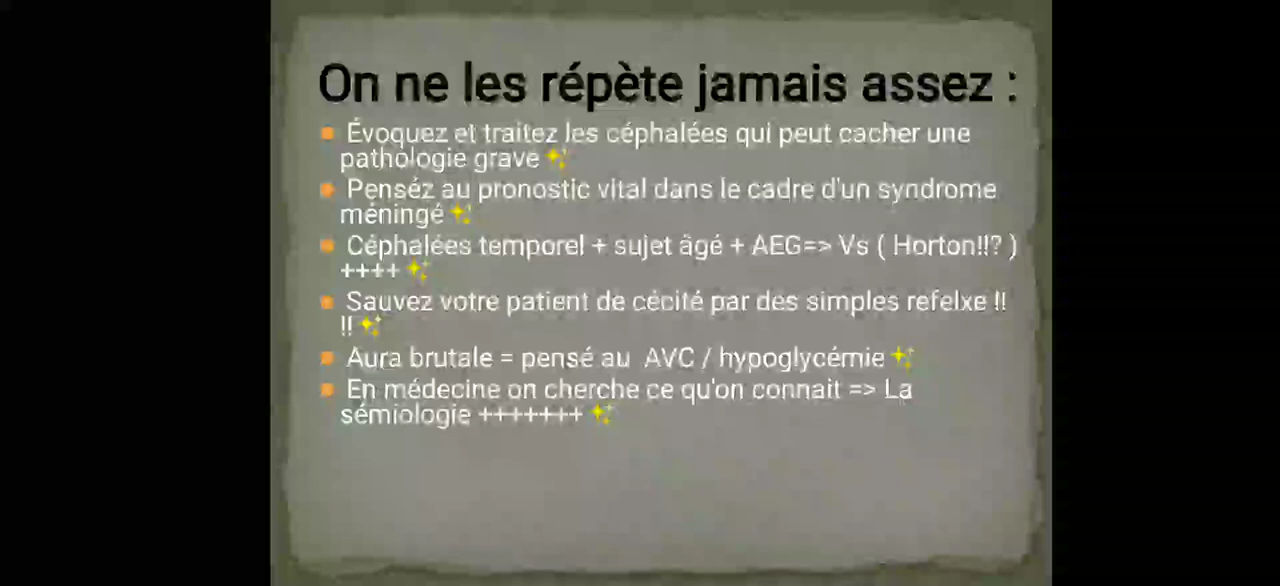 On ne les répète jamais assez :
Évoquez et traitez les céphalées qui peut cacher une
pathologie grave ✨
Penséz au pronostic vital dans le cadre d'un syndrome
méningé ✨
Céphalées temporel + sujet âgé + AEG=> Vs ( Horton!!? )
++++ ✨
Sauvez votre patient de cécité par des simples refelxe !!
!! ✨
Aura brutale = pensé au AVC / hypoglycémie ✨
En médecine on cherche ce qu'on connait => La
sémiologie +++++++ ✨